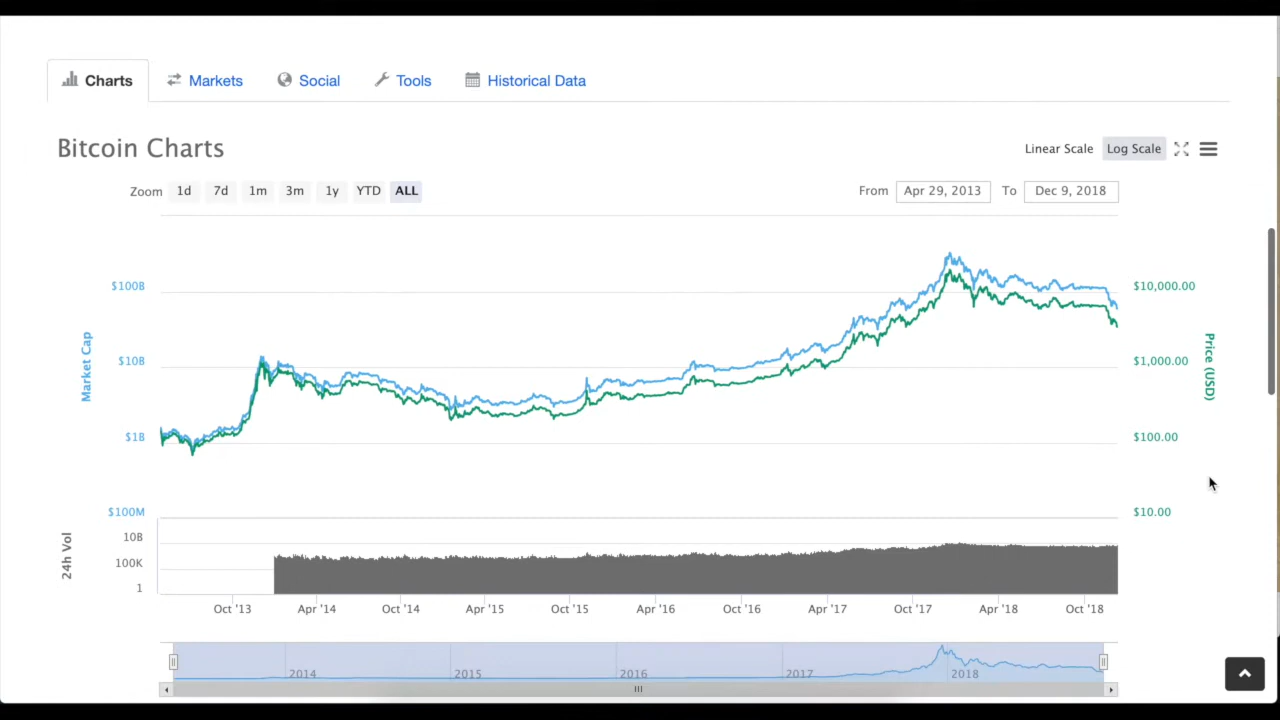 Charts Markets Social Tools Historical Data
Bitcoin Charts
Linear Scale Log Scale
Zoom 1d 7d 1m 3m 1y YTD ALL
From Apr 29, 2013 To Dec 9, 2018
$100B $10,000.00
Market Cap
Price (USD)
$10B $1,000.00
$1B $100.00
$100M $10.00
24h Vol
10B
100K
1
Oct '13 Apr '14 Oct '14 Apr '15 Oct '15 Apr '16 Oct '16 Apr '17 Oct '17 Apr '18 Oct '18
2014 2015 2016 2017 2018